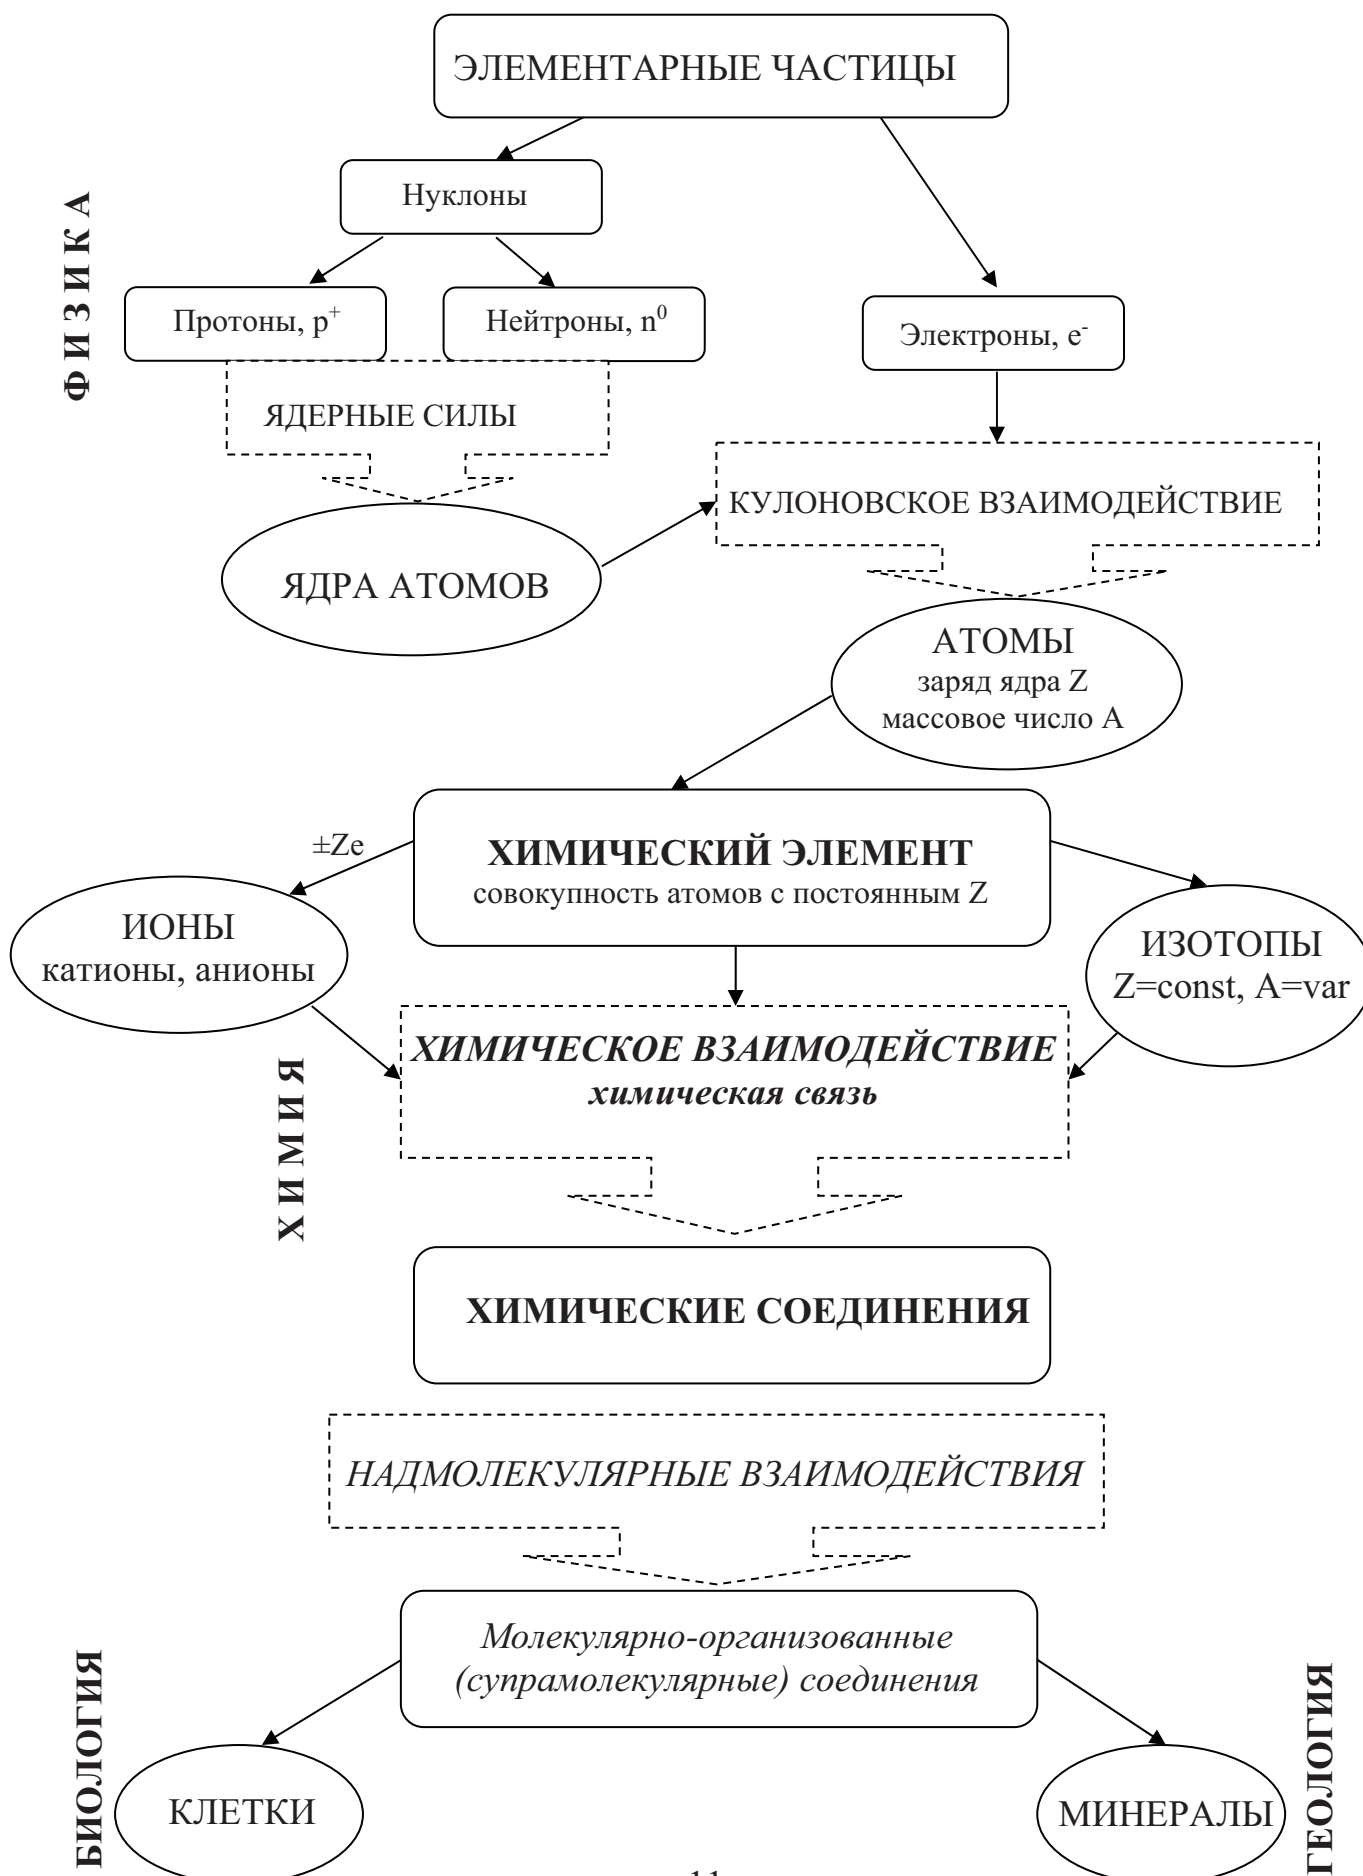 ЭЛЕМЕНТАРНЫЕ ЧАСТИЦЫ
Нуклоны
ФИЗИКА
Протоны, p⁺
Нейтроны, n⁰
Электроны, e⁻
ЯДЕРНЫЕ СИЛЫ
КУЛОНОВСКОЕ ВЗАИМОДЕЙСТВИЕ
ЯДРА АТОМОВ
АТОМЫ
заряд ядра Z
массовое число A
±Ze
ХИМИЧЕСКИЙ ЭЛЕМЕНТ
совокупность атомов с постоянным Z
ИОНЫ
катионы, анионы
ИЗОТОПЫ
Z=const, A=var
ХИМИЧЕСКОЕ ВЗАИМОДЕЙСТВИЕ
химическая связь
ХИМИЯ
ХИМИЧЕСКИЕ СОЕДИНЕНИЯ
НАДМОЛЕКУЛЯРНЫЕ ВЗАИМОДЕЙСТВИЯ
Молекулярно-организованные
(супрамолекулярные) соединения
БИОЛОГИЯ
ГЕОЛОГИЯ
КЛЕТКИ
МИНЕРАЛЫ
11